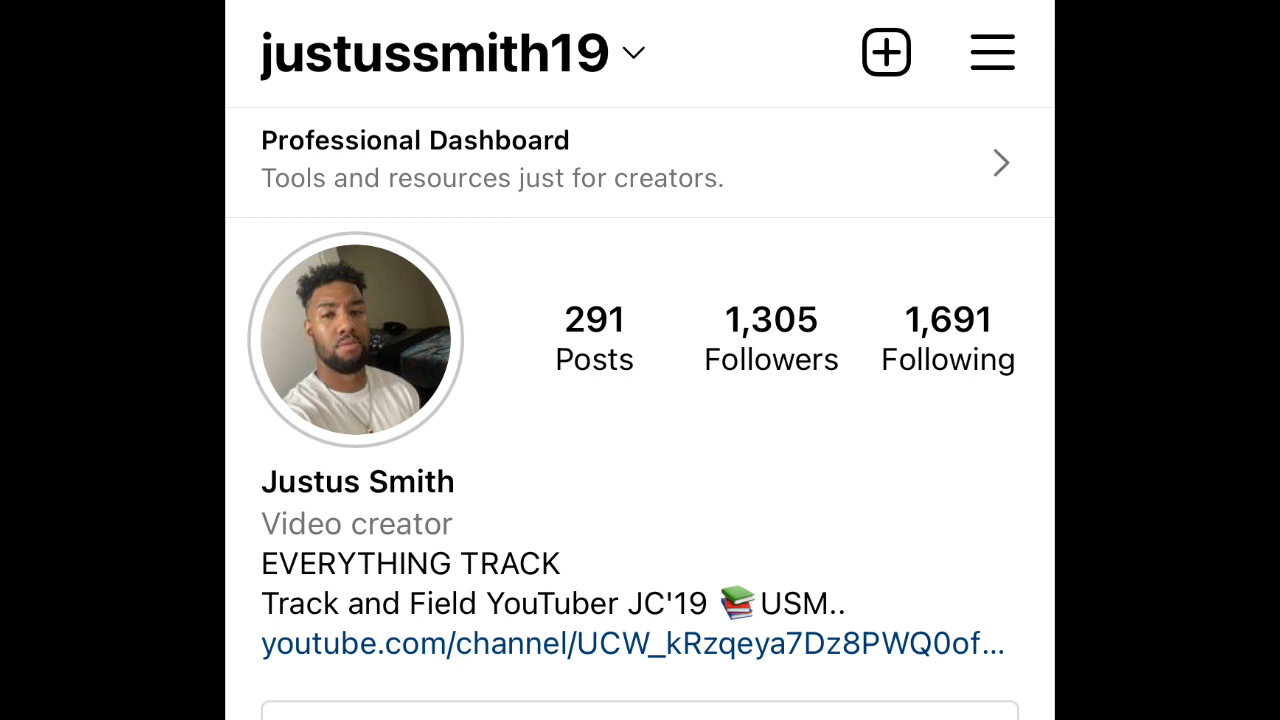 justussmith19
Professional Dashboard
Tools and resources just for creators.
291 1,305 1,691
Posts Followers Following
Justus Smith
Video creator
EVERYTHING TRACK
Track and Field YouTuber JC'19 📚USM..
youtube.com/channel/UCW_kRzqeya7Dz8PWQ0of...